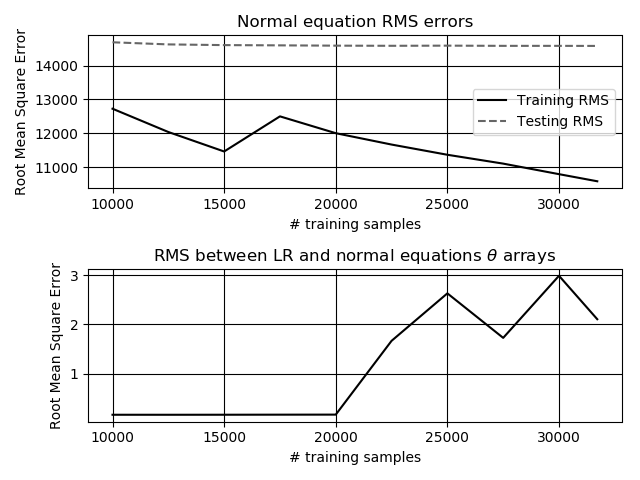 Normal equation RMS errors
Root Mean Square Error
14000
13000
12000
11000
Training RMS
Testing RMS
10000 15000 20000 25000 30000
# training samples
RMS between LR and normal equations θ arrays
Root Mean Square Error
3
2
1
10000 15000 20000 25000 30000
# training samples